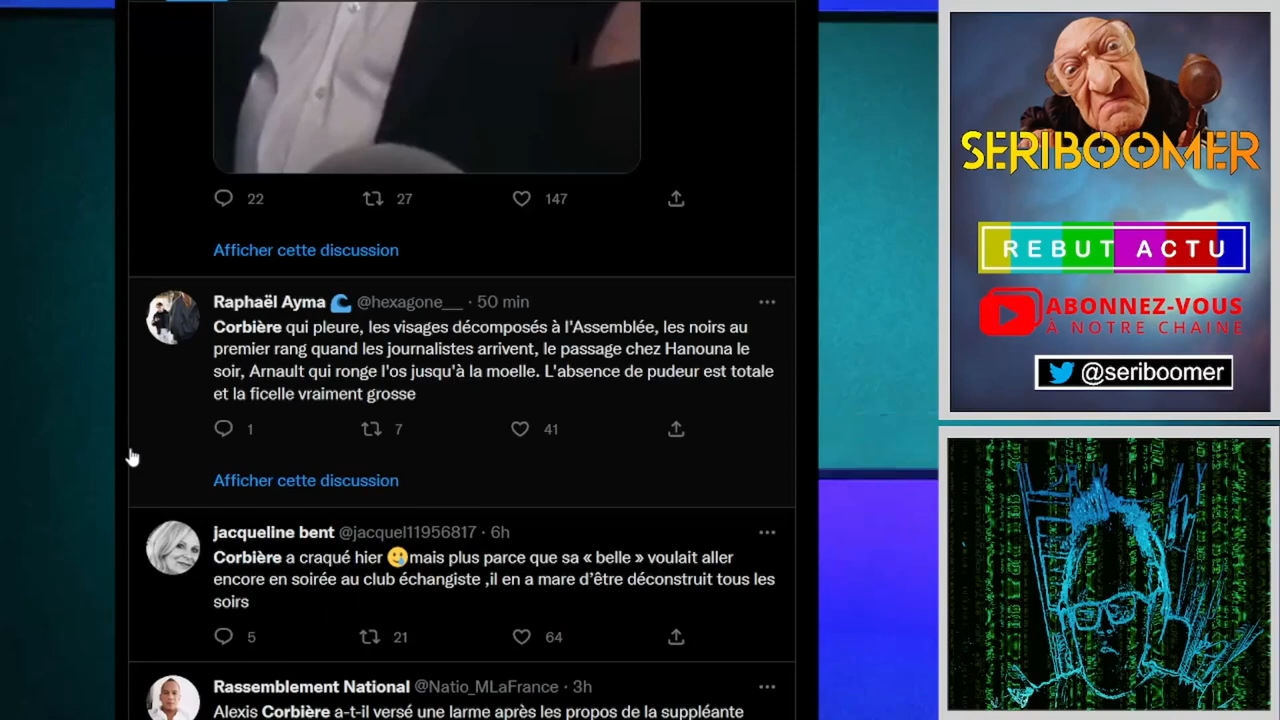 22 27 147
Afficher cette discussion
Raphaël Ayma 🌊 @hexagone__ · 50 min
Corbière qui pleure, les visages décomposés à l'Assemblée, les noirs au
premier rang quand les journalistes arrivent, le passage chez Hanouna le
soir, Arnault qui ronge l'os jusqu'à la moelle. L'absence de pudeur est totale
et la ficelle vraiment grosse
1 7 41
Afficher cette discussion
jacqueline bent @jacquel11956817 · 6h
Corbière a craqué hier 🥲mais plus parce que sa « belle » voulait aller
encore en soirée au club échangiste ,il en a mare d'être déconstruit tous les
soirs
5 21 64
Rassemblement National @Natio_MLaFrance · 3h
Alexis Corbière a-t-il versé une larme après les propos de la suppléante
SERIBOOMER
REBUT ACTU
ABONNEZ-VOUS
À NOTRE CHAINE
@seriboomer